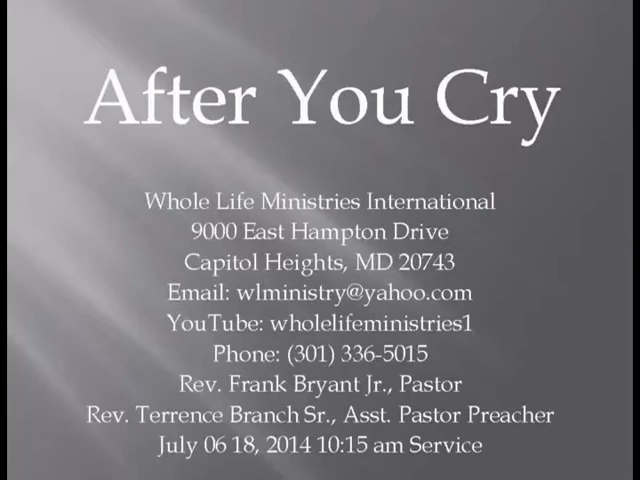 After You Cry
Whole Life Ministries International
9000 East Hampton Drive
Capitol Heights, MD 20743
Email: wlministry@yahoo.com
YouTube: wholelifeministries1
Phone: (301) 336-5015
Rev. Frank Bryant Jr., Pastor
Rev. Terrence Branch Sr., Asst. Pastor Preacher
July 06 18, 2014 10:15 am Service